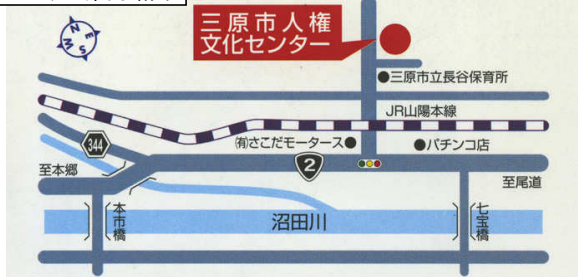 三原市人権
文化センター
N
E
S
W
●三原市立長谷保育所
JR山陽本線
344
㈲さこだモータース●
●パチンコ店
2
至本郷
至尾道
本市橋
沼田川
七宝橋